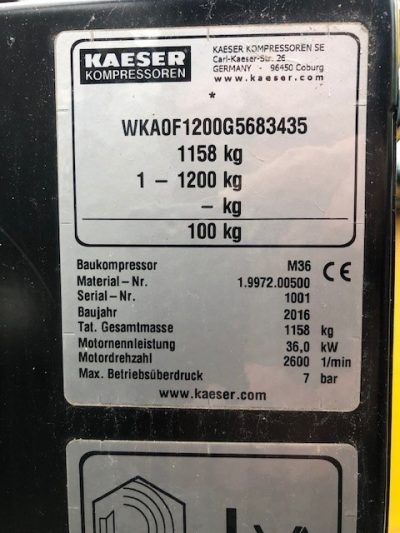 KAESER
KOMPRESSOREN
KAESER KOMPRESSOREN SE
Carl-Kaeser-Str. 26
GERMANY - 96450 Coburg
www.kaeser.com
*
WKA0F1200G5683435
1158 kg
1 – 1200 kg
– kg
100 kg
Baukompressor M36 CE
Material–Nr. 1.9972.00500
Serial–Nr. 1001
Baujahr 2016
Tat. Gesamtmasse 1158 kg
Motornennleistung 36,0 kW
Motordrehzahl 2600 1/min
Max. Betriebsüberdruck 7 bar
www.kaeser.com